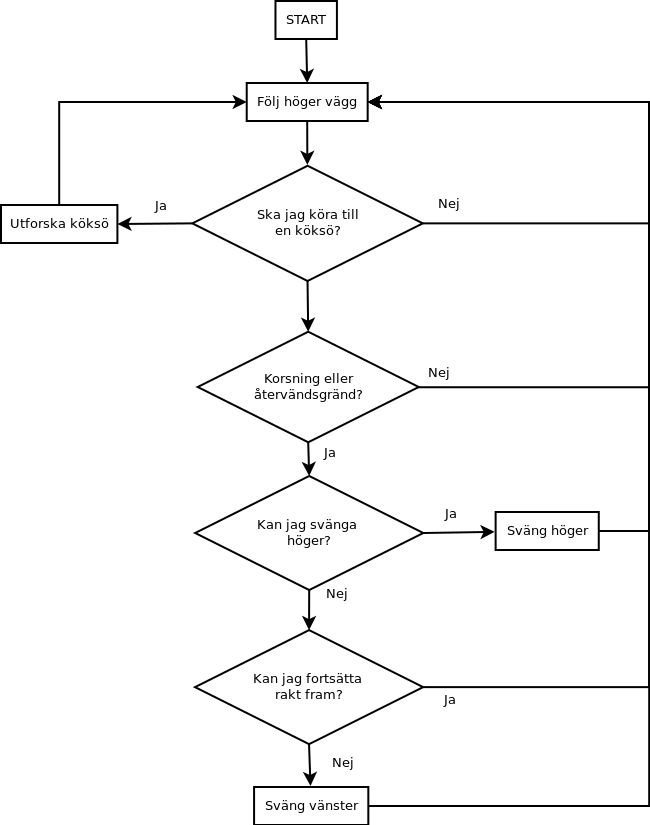 START
Följ höger vägg
Ja
Nej
Ska jag köra till
en köksö?
Utforska köksö
Korsning eller
återvändsgränd?
Nej
Ja
Kan jag svänga
höger?
Ja
Sväng höger
Nej
Kan jag fortsätta
rakt fram?
Ja
Nej
Sväng vänster